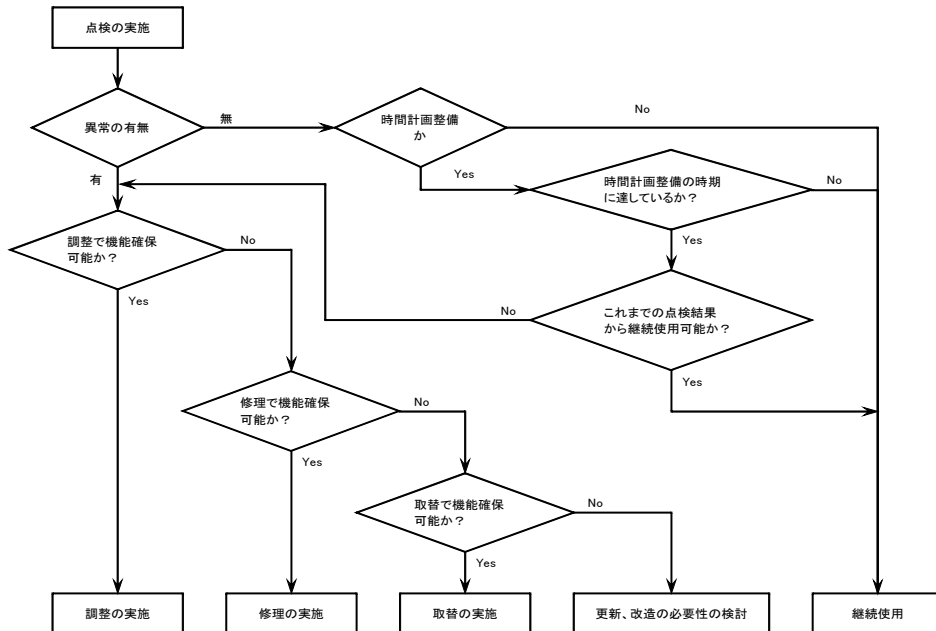 点検の実施
異常の有無
無
時間計画整備
か
No
有
Yes
時間計画整備の時期
に達しているか？
No
調整で機能確保
可能か？
No
Yes
Yes
これまでの点検結果
から継続使用可能か？
No
Yes
修理で機能確保
可能か？
No
Yes
取替で機能確保
可能か？
No
Yes
調整の実施
修理の実施
取替の実施
更新、改造の必要性の検討
継続使用